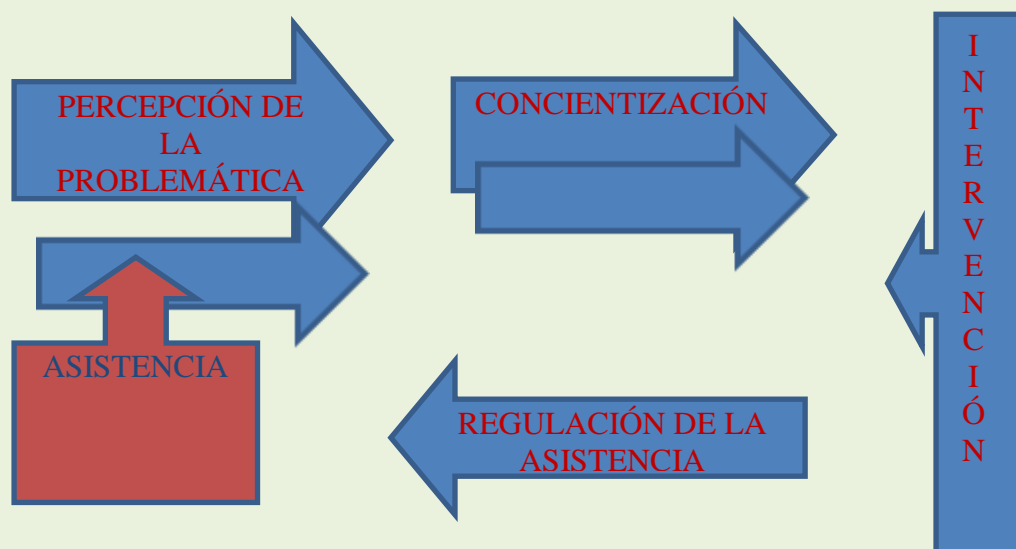 PERCEPCIÓN DE
LA
PROBLEMÁTICA
CONCIENTIZACIÓN
I
N
T
E
R
V
E
N
C
I
Ó
N
ASISTENCIA
REGULACIÓN DE LA
ASISTENCIA